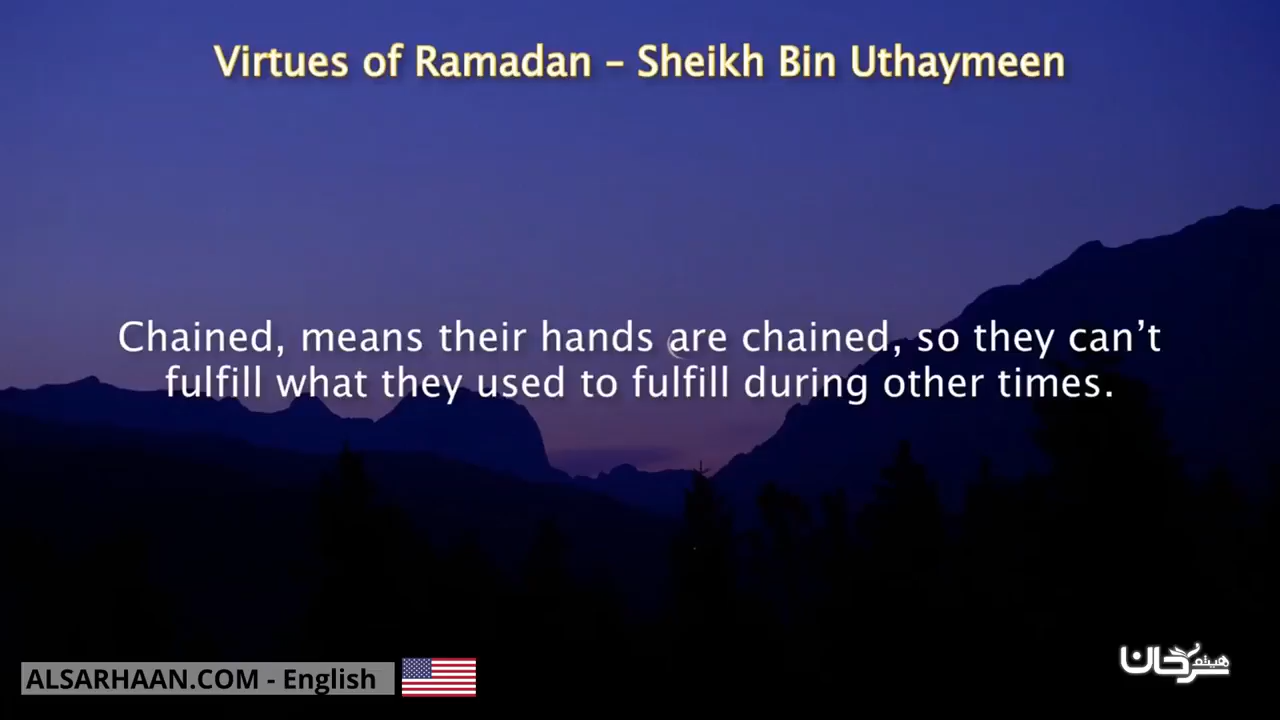 Virtues of Ramadan – Sheikh Bin Uthaymeen
Chained, means their hands are chained, so they can’t
fulfill what they used to fulfill during other times.
ALSARHAAN.COM - English
هيثم سرحان